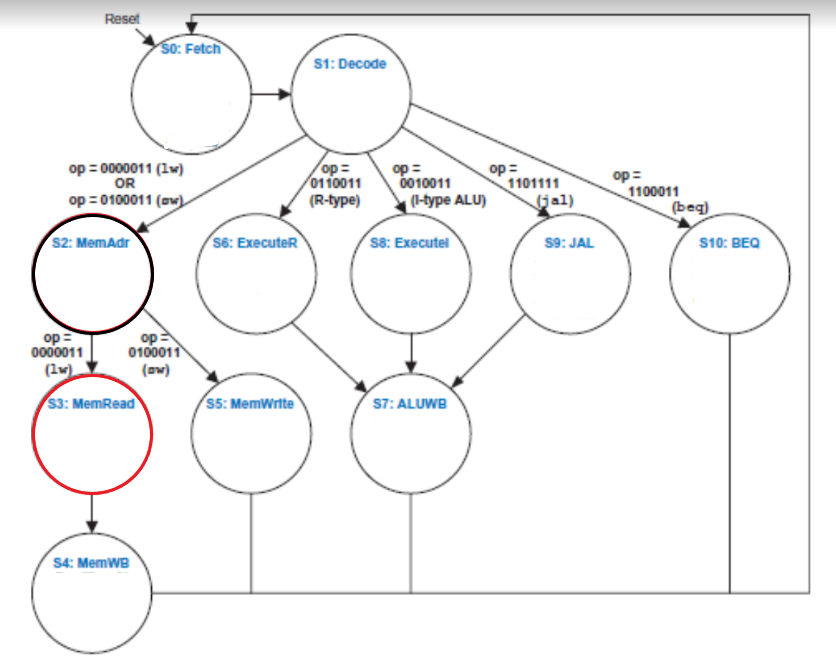 Reset
S0: Fetch
S1: Decode
op = 0000011 (lw)
OR
op = 0100011 (sw)
op =
0110011
(R-type)
op =
0010011
(I-type ALU)
op =
1101111
(jal)
op =
1100011
(beq)
S2: MemAdr
S6: ExecuteR
S8: ExecuteI
S9: JAL
S10: BEQ
op =
0000011
(lw)
op =
0100011
(sw)
S3: MemRead
S5: MemWrite
S7: ALUWB
S4: MemWB